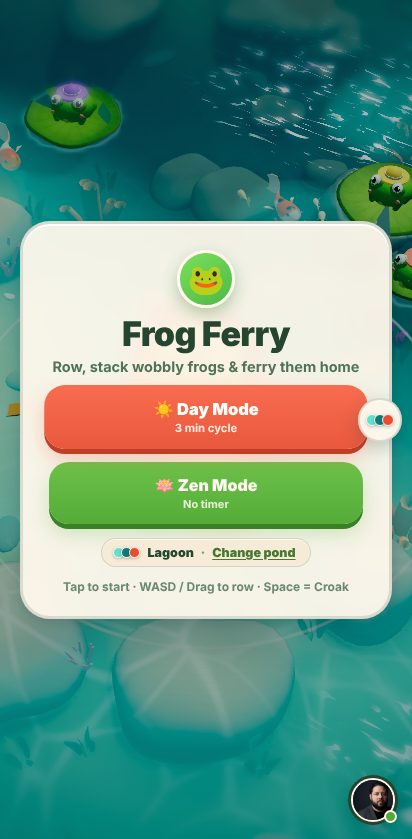 Frog Ferry
Row, stack wobbly frogs & ferry them home
☀️ Day Mode
3 min cycle
🪷 Zen Mode
No timer
Lagoon · Change pond
Tap to start · WASD / Drag to row · Space = Croak